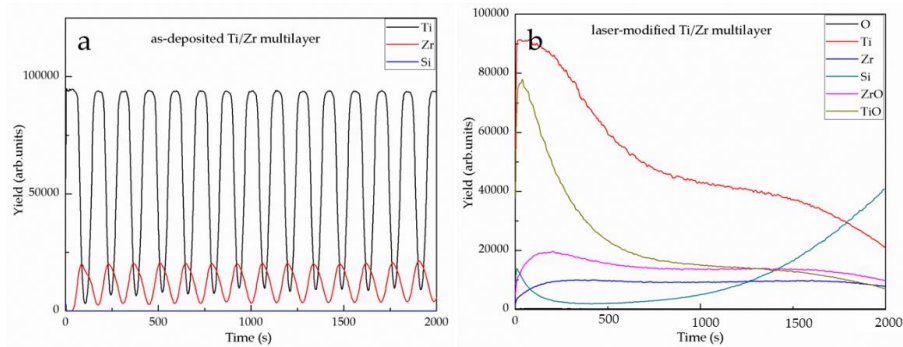 a
as-deposited Ti/Zr multilayer
Ti
Zr
Si
100000
50000
0
Yield (arb.units)
0
500
1000
1500
2000
Time (s)
b
laser-modified Ti/Zr multilayer
O
Ti
Zr
Si
ZrO
TiO
100000
80000
60000
40000
20000
0
Yield (arb.units)
0
500
1000
1500
2000
Time (s)